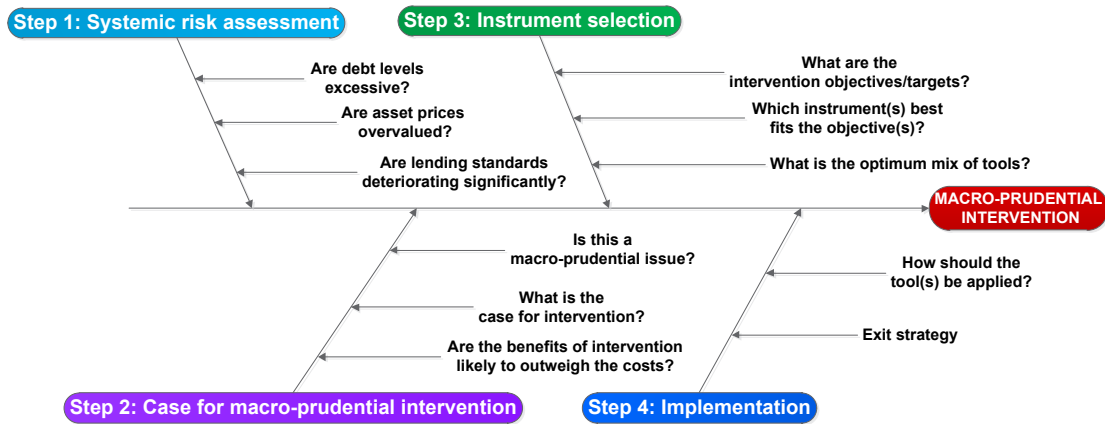 Step 1: Systemic risk assessment
Are debt levels
excessive?
Are asset prices
overvalued?
Are lending standards
deteriorating significantly?
Step 2: Case for macro-prudential intervention
Is this a
macro-prudential issue?
What is the
case for intervention?
Are the benefits of intervention
likely to outweigh the costs?
Step 3: Instrument selection
What are the
intervention objectives/targets?
Which instrument(s) best
fits the objective(s)?
What is the optimum mix of tools?
Step 4: Implementation
How should the
tool(s) be applied?
Exit strategy
MACRO-PRUDENTIAL
INTERVENTION